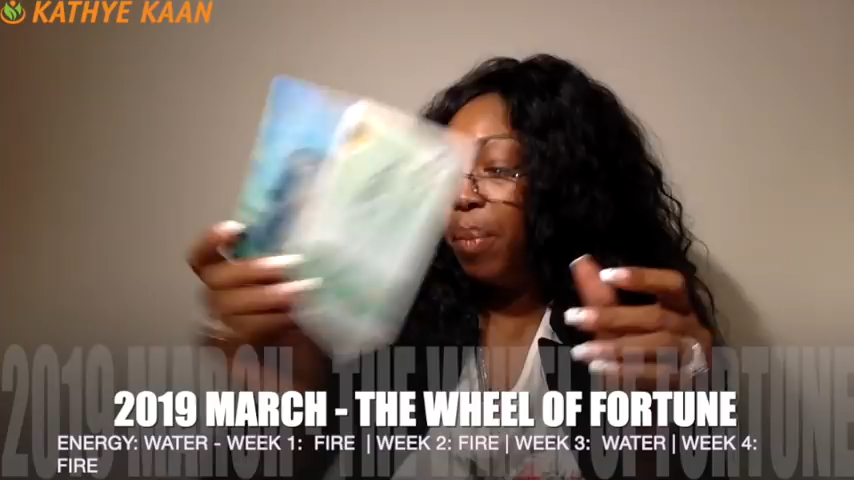 KATHYE KAAN
2019 MARCH - THE WHEEL OF FORTUNE
2019 MARCH - THE WHEEL OF FORTUNE
ENERGY: WATER - WEEK 1: FIRE | WEEK 2: FIRE | WEEK 3: WATER | WEEK 4:
FIRE